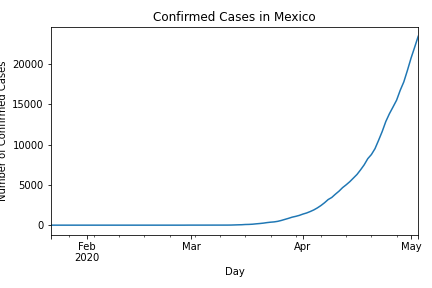 Confirmed Cases in Mexico
Number of Confirmed Cases
20000
15000
10000
5000
0
Feb
2020
Mar
Apr
May
Day